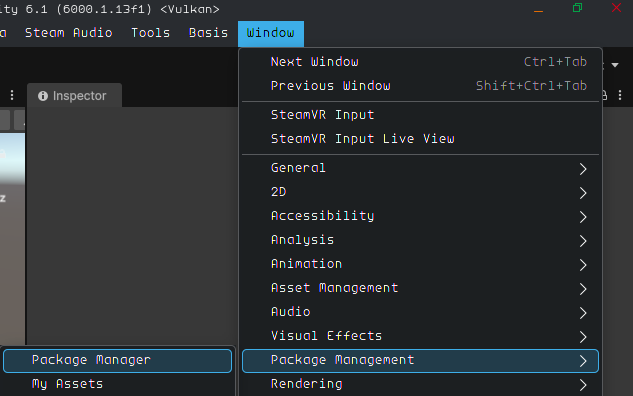 ity 6.1 (6000.1.13f1) <Vulkan>
a Steam Audio Tools Basis Window
Inspector
Next Window Ctrl+Tab
Previous Window Shift+Ctrl+Tab
SteamVR Input
SteamVR Input Live View
General
2D
Accessibility
Analysis
Animation
Asset Management
Audio
Visual Effects
Package Management
Rendering
Package Manager
My Assets